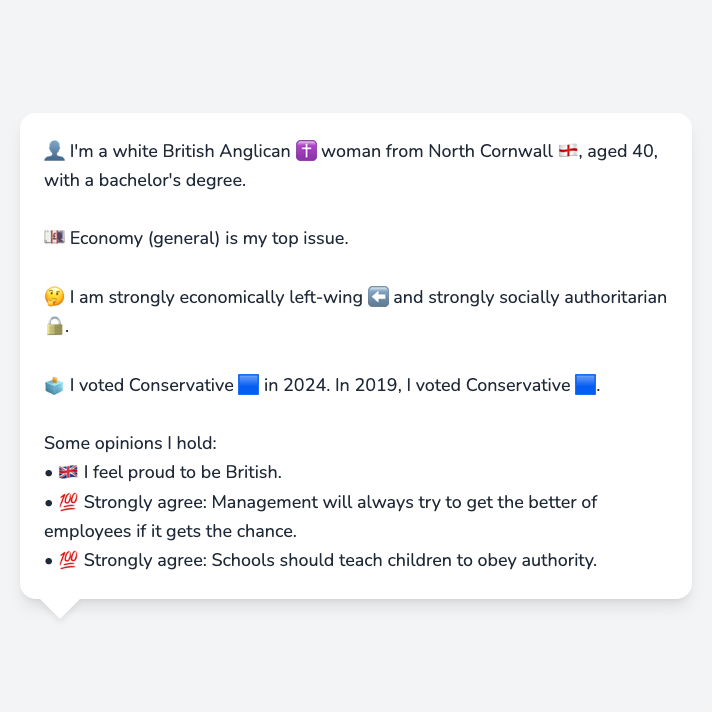 👤 I'm a white British Anglican ✝️ woman from North Cornwall 🏴󠁧󠁢󠁥󠁮󠁧󠁿, aged 40,
with a bachelor's degree.
💷 Economy (general) is my top issue.
🤔 I am strongly economically left-wing ⬅️ and strongly socially authoritarian
🔒.
🗳️ I voted Conservative 🟦 in 2024. In 2019, I voted Conservative 🟦.
Some opinions I hold:
• 🇬🇧 I feel proud to be British.
• 💯 Strongly agree: Management will always try to get the better of
employees if it gets the chance.
• 💯 Strongly agree: Schools should teach children to obey authority.